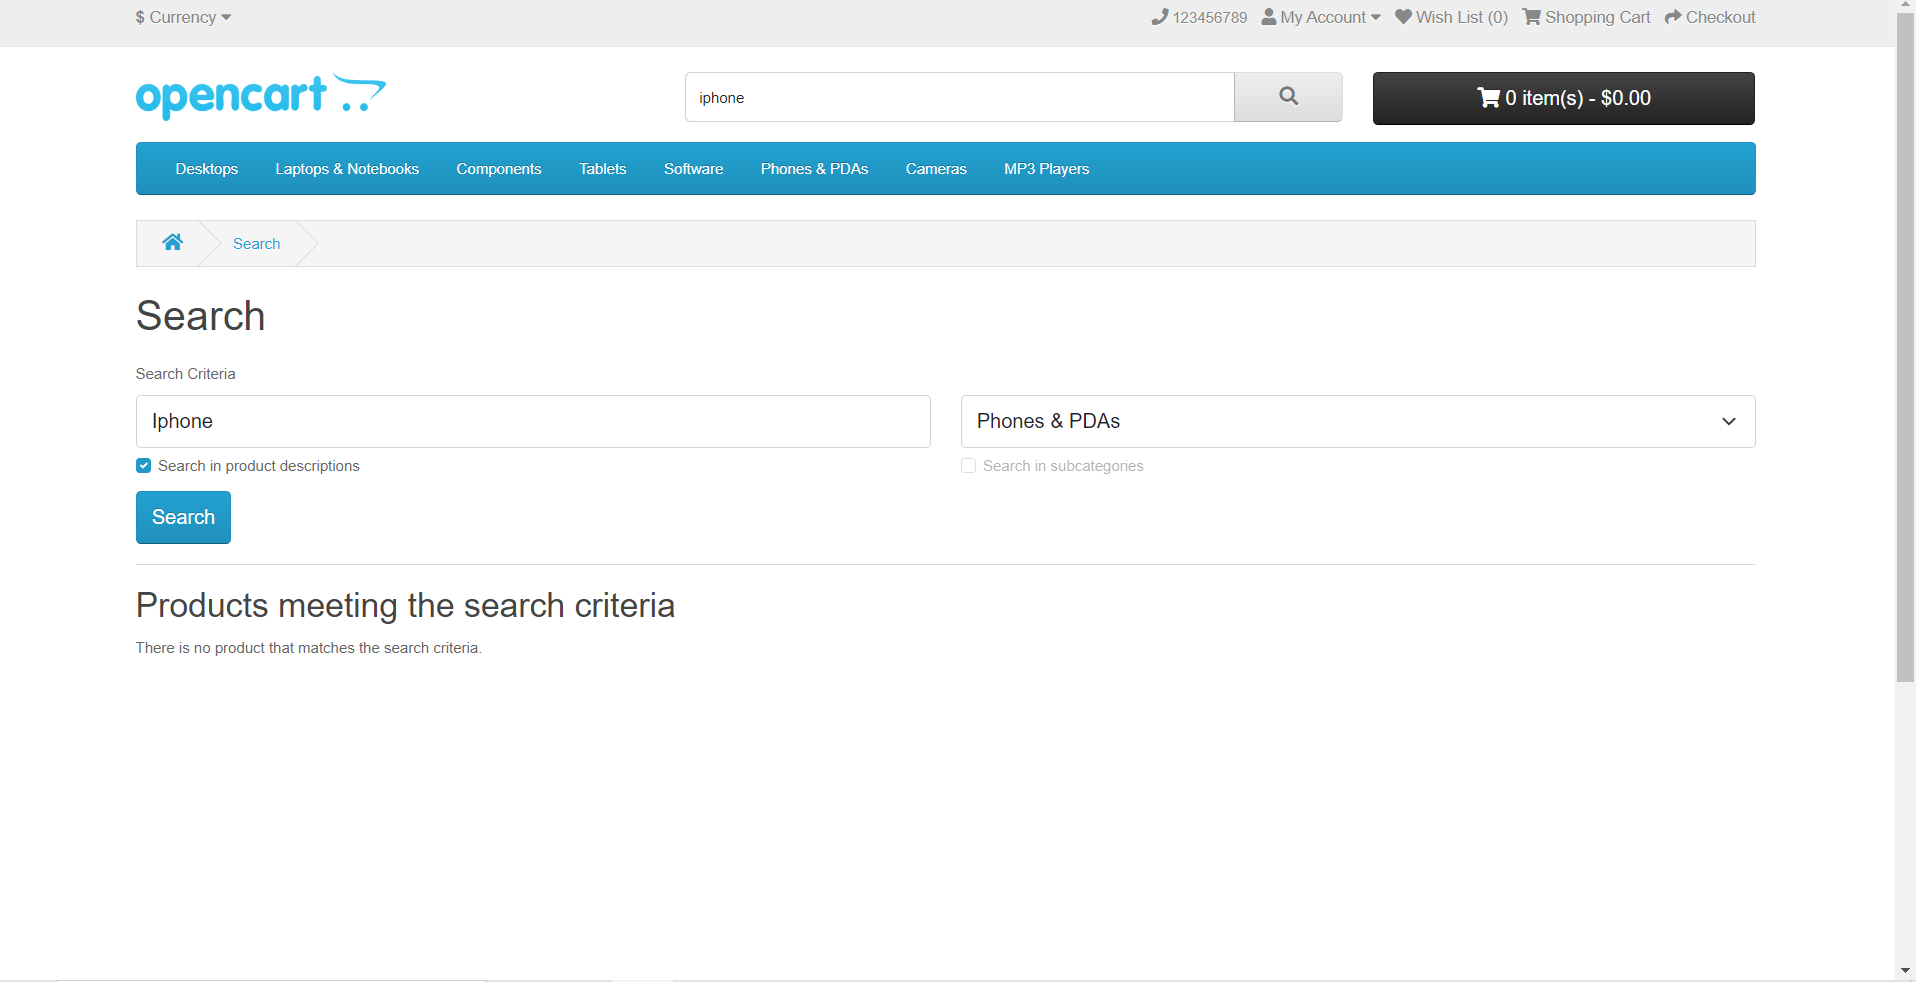 $ Currency
123456789 My Account Wish List (0) Shopping Cart Checkout
opencart
iphone
0 item(s) - $0.00
Desktops Laptops & Notebooks Components Tablets Software Phones & PDAs Cameras MP3 Players
Search
Search
Search Criteria
Iphone
Phones & PDAs
Search in product descriptions
Search in subcategories
Search
Products meeting the search criteria
There is no product that matches the search criteria.